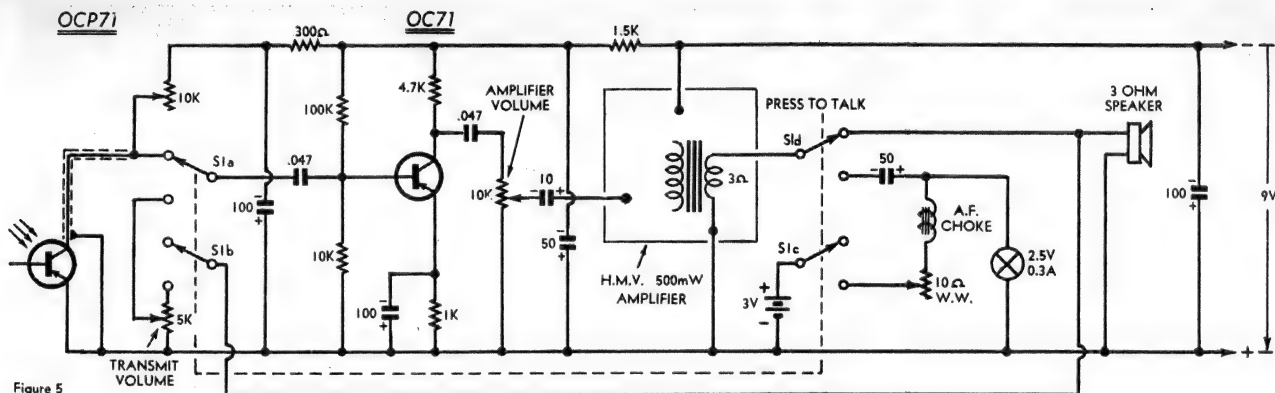 OCP71
OC71
300Ω
1.5K
10K
100K
4.7K
.047
AMPLIFIER
VOLUME
PRESS TO TALK
3 OHM
SPEAKER
S1a
.047
S1d
3Ω
50
- +
10K
10
- +
A.F.
CHOKE
100
-
+
S1b
10K
50
-
+
S1c
100
-
+
9V
-
+
2.5V
0.3A
H.M.V. 500mW
AMPLIFIER
3V
+
-
10Ω
W.W.
5K
100
-
+
1K
TRANSMIT
VOLUME
Figure 5